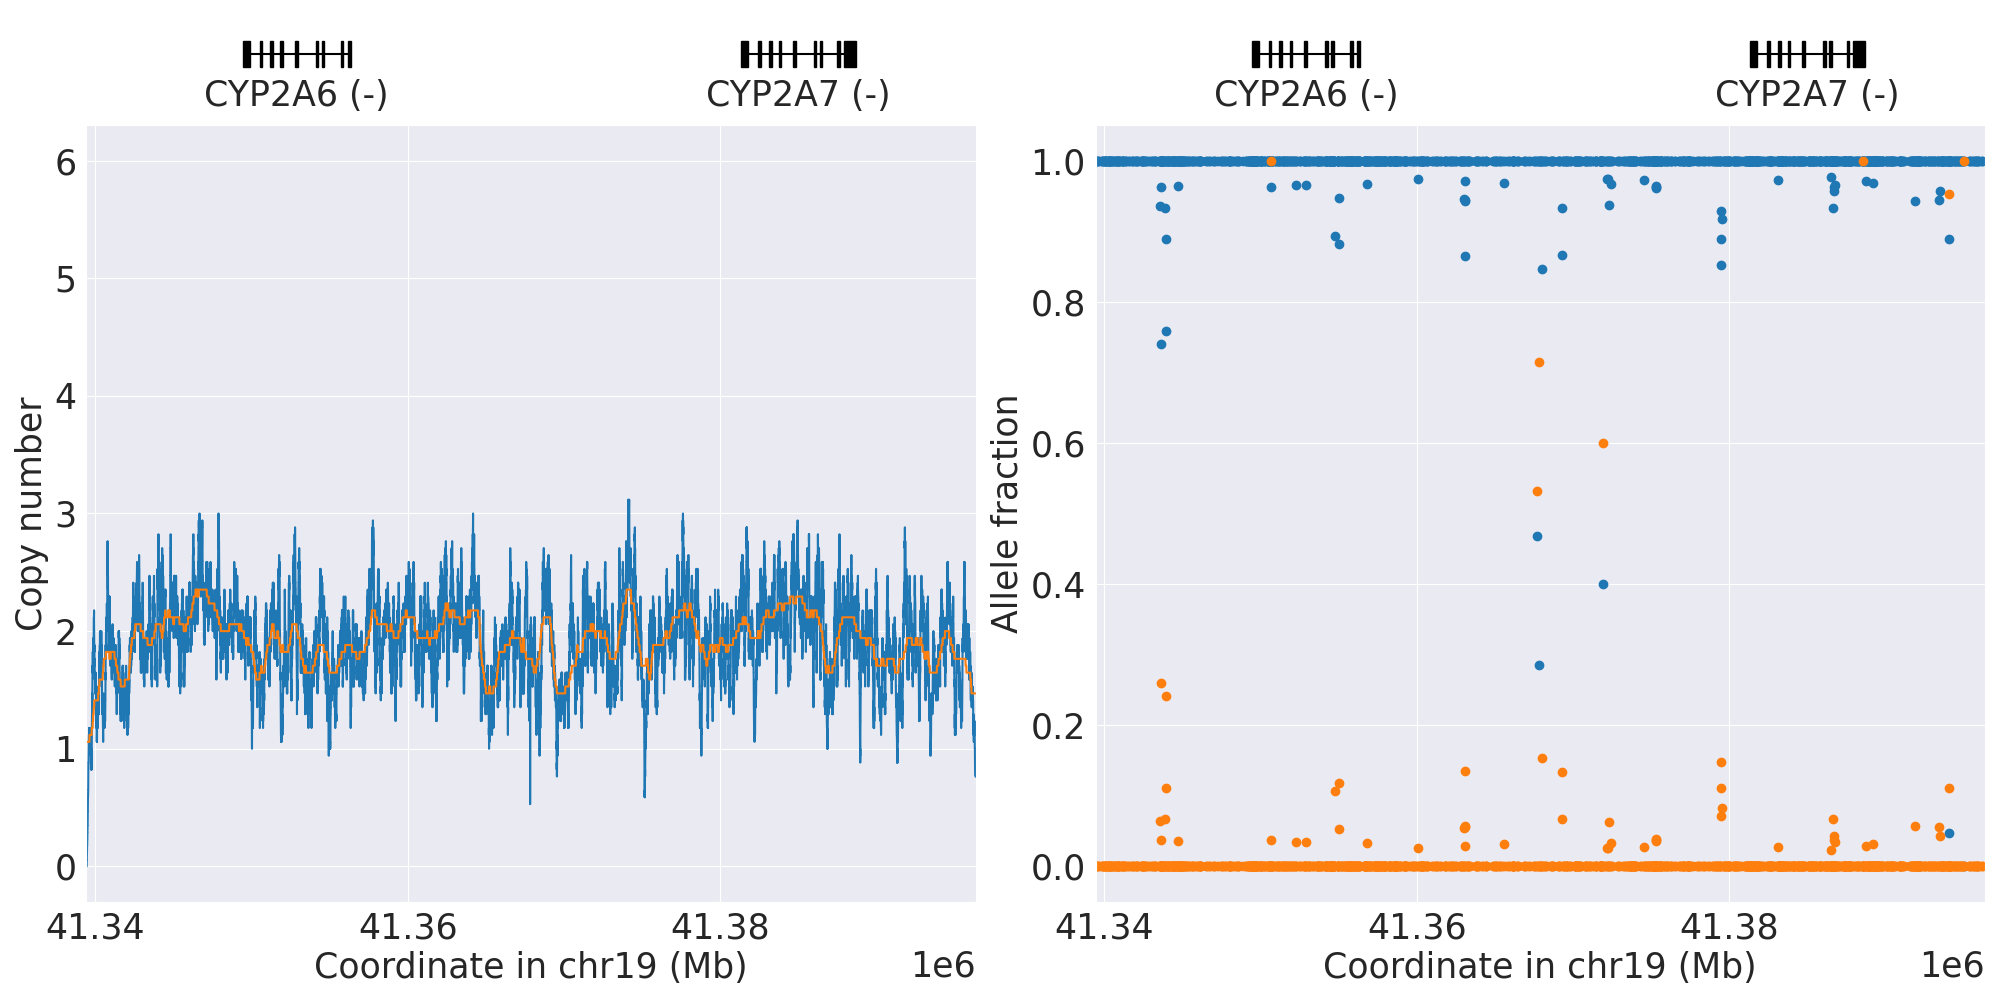 CYP2A6 (-)
CYP2A7 (-)
6
5
4
3
2
1
0
Copy number
41.34
41.36
41.38
Coordinate in chr19 (Mb)
1e6
CYP2A6 (-)
CYP2A7 (-)
1.0
0.8
0.6
0.4
0.2
0.0
Allele fraction
41.34
41.36
41.38
Coordinate in chr19 (Mb)
1e6